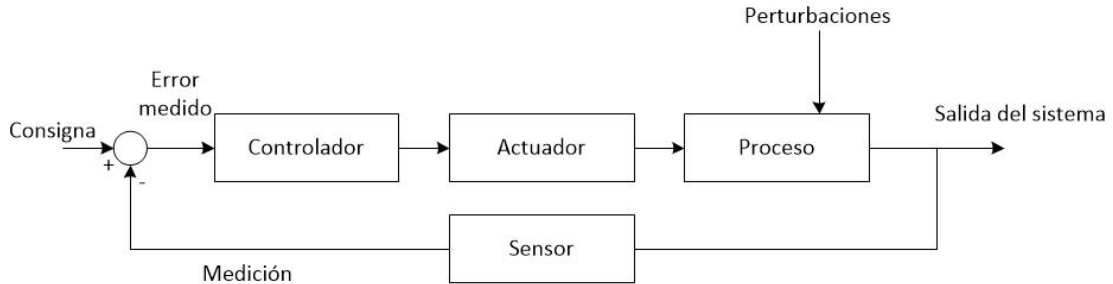 Perturbaciones
Error
medido
Consigna
+
-
Controlador
Actuador
Proceso
Salida del sistema
Sensor
Medición